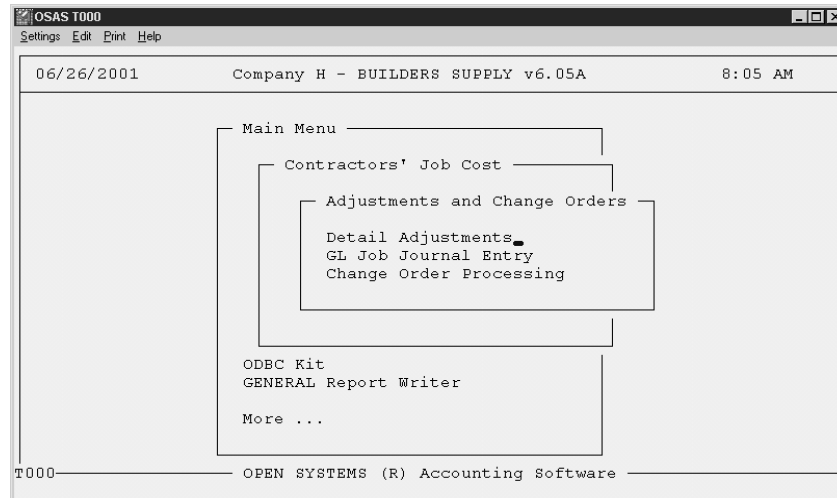 OSAS T000
Settings Edit Print Help
06/26/2001 Company H - BUILDERS SUPPLY v6.05A 8:05 AM
Main Menu
Contractors' Job Cost
Adjustments and Change Orders
Detail Adjustments
GL Job Journal Entry
Change Order Processing
ODBC Kit
GENERAL Report Writer
More ...
T000 OPEN SYSTEMS (R) Accounting Software